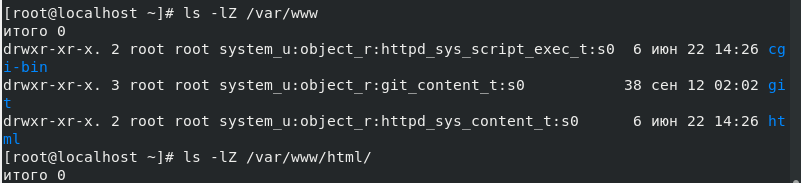 [root@localhost ~]# ls -lZ /var/www
итого 0
drwxr-xr-x. 2 root root system_u:object_r:httpd_sys_script_exec_t:s0  6 июн 22 14:26 cg
i-bin
drwxr-xr-x. 3 root root system_u:object_r:git_content_t:s0           38 сен 12 02:02 gi
t
drwxr-xr-x. 2 root root system_u:object_r:httpd_sys_content_t:s0      6 июн 22 14:26 ht
ml
[root@localhost ~]# ls -lZ /var/www/html/
итого 0